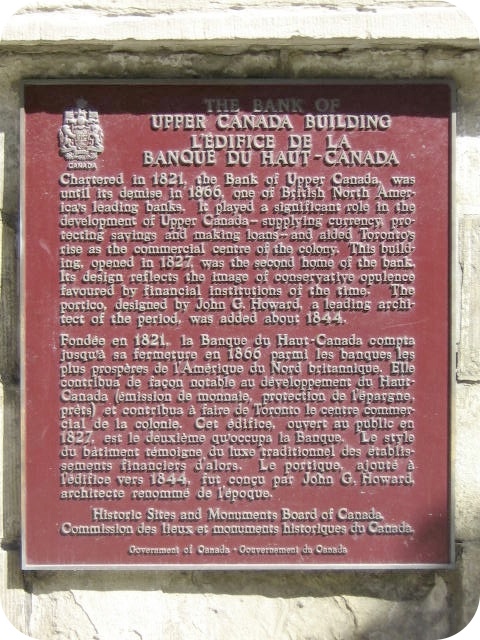 CANADA
THE BANK OF
UPPER CANADA BUILDING
L'ÉDIFICE DE LA
BANQUE DU HAUT-CANADA
Chartered in 1821, the Bank of Upper Canada, was
until its demise in 1866, one of British North Amer-
ica's leading banks. It played a significant role in the
development of Upper Canada – supplying currency, pro-
tecting savings and making loans – and aided Toronto's
rise as the commercial centre of the colony. This build-
ing, opened in 1827, was the second home of the bank.
Its design reflects the image of conservative opulence
favoured by financial institutions of the time. The
portico, designed by John G. Howard, a leading archi-
tect of the period, was added about 1844.
Fondée en 1821, la Banque du Haut-Canada compta
jusqu'à sa fermeture en 1866 parmi les banques les
plus prospères de l'Amérique du Nord britannique. Elle
contribua de façon notable au développement du Haut-
Canada (émission de monnaie, protection de l'épargne,
prêts) et contribua à faire de Toronto le centre commer-
cial de la colonie. Cet édifice, ouvert au public en
1827, est le deuxième qu'occupa la Banque. Le style
du bâtiment témoigne du luxe traditionnel des établis-
sements financiers d'alors. Le portique, ajouté à
l'édifice vers 1844, fut conçu par John G. Howard,
architecte renommé de l'époque.
Historic Sites and Monuments Board of Canada.
Commission des lieux et monuments historiques du Canada.
Government of Canada • Gouvernement du Canada